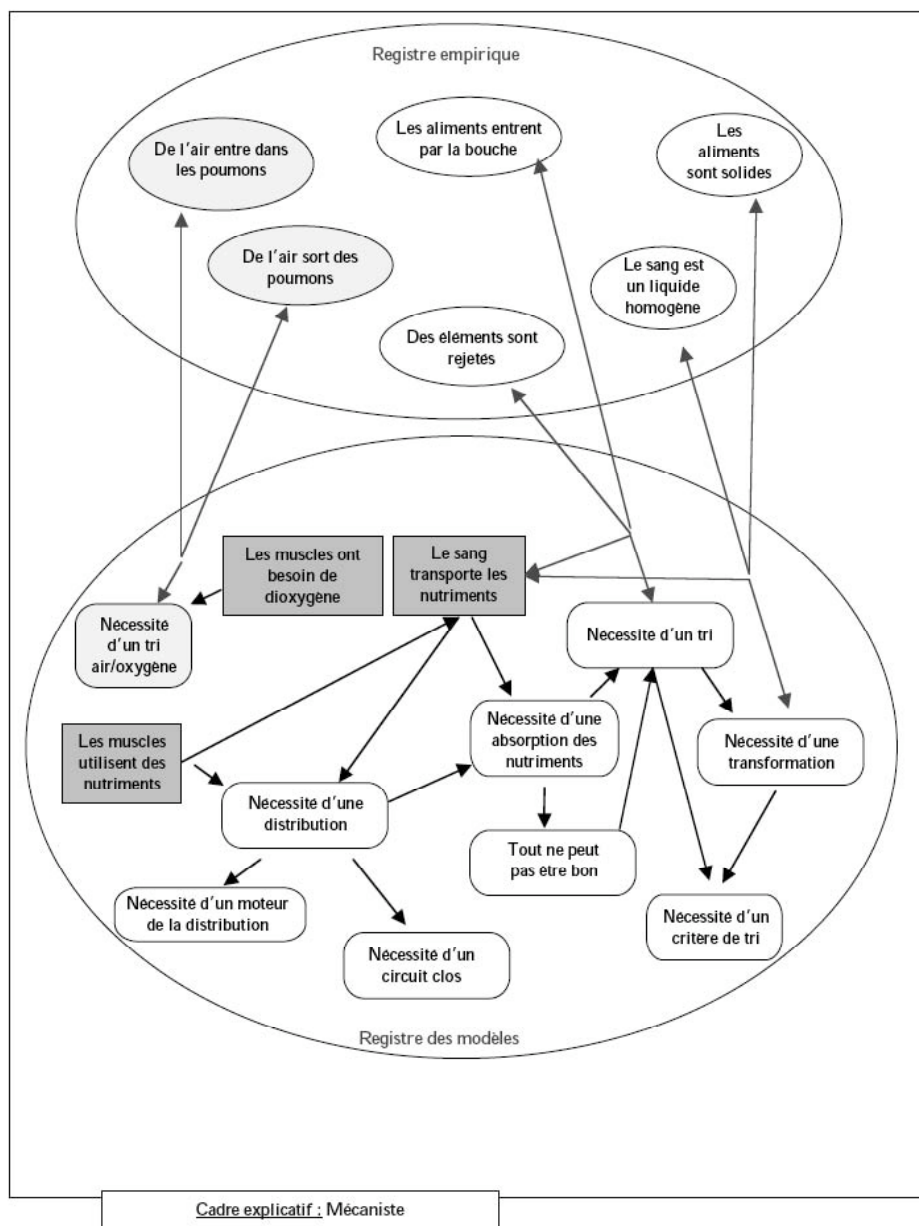 Registre empirique
De l'air entre dans
les poumons
Les aliments entrent
par la bouche
Les
aliments
sont solides
De l'air sort des
poumons
Le sang est
un liquide
homogène
Des éléments sont
rejetés
Les muscles ont
besoin de
dioxygène
Le sang
transporte les
nutriments
Nécessité
d'un tri
air/oxygène
Necessite d'un tri
Les muscles
utilisent des
nutriments
Nécessité d'une
absorption des
nutriments
Nécessité d'une
transformation
Nécessité d'une
distribution
Tout ne peut
pas être bon
Nécessité d'un moteur
de la distribution
Nécessité d'un
critère de tri
Nécessité d'un
circuit clos
Registre des modèles
Cadre explicatif : Mécaniste